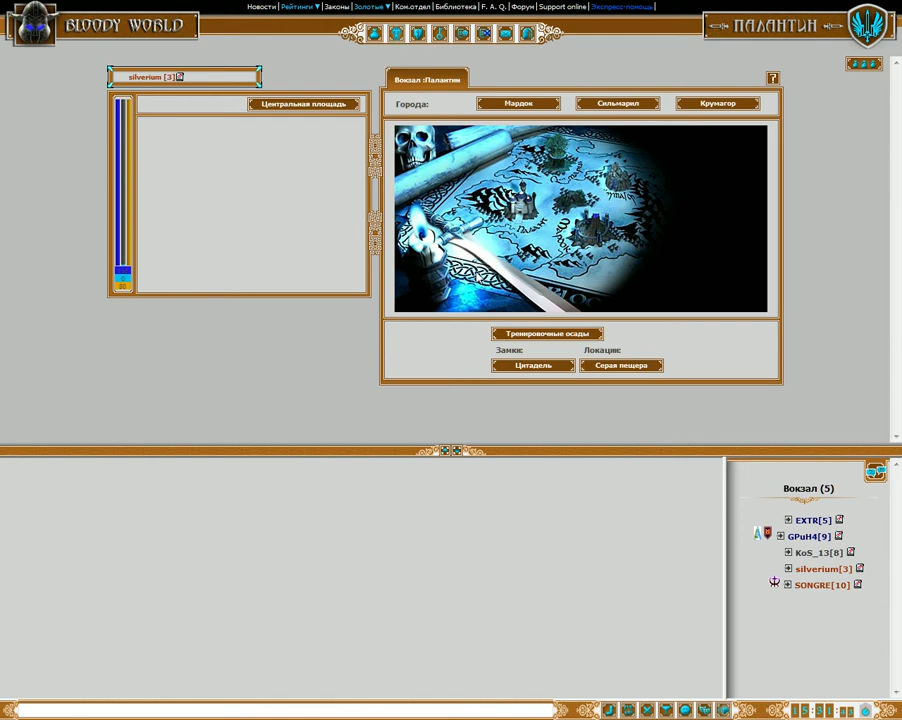 Новости | Рейтинги ▼ | Законы | Золотые ▼ | Ком.отдел | Библиотека | F. A. Q. | Форум | Support online | Экспресс-помощь |
BLOODY WORLD
ПАЛАНТИН
silverium [3]
Вокзал :Палантин
?
Центральная площадь
Города:
Мардок
Сильмарил
Крумагор
Тренировочные осады
Замки:
Локации:
Цитадель
Серая пещера
Вокзал (5)
EXTR[5]
GPuH4[9]
KoS_13[8]
silverium[3]
SONGRE[10]